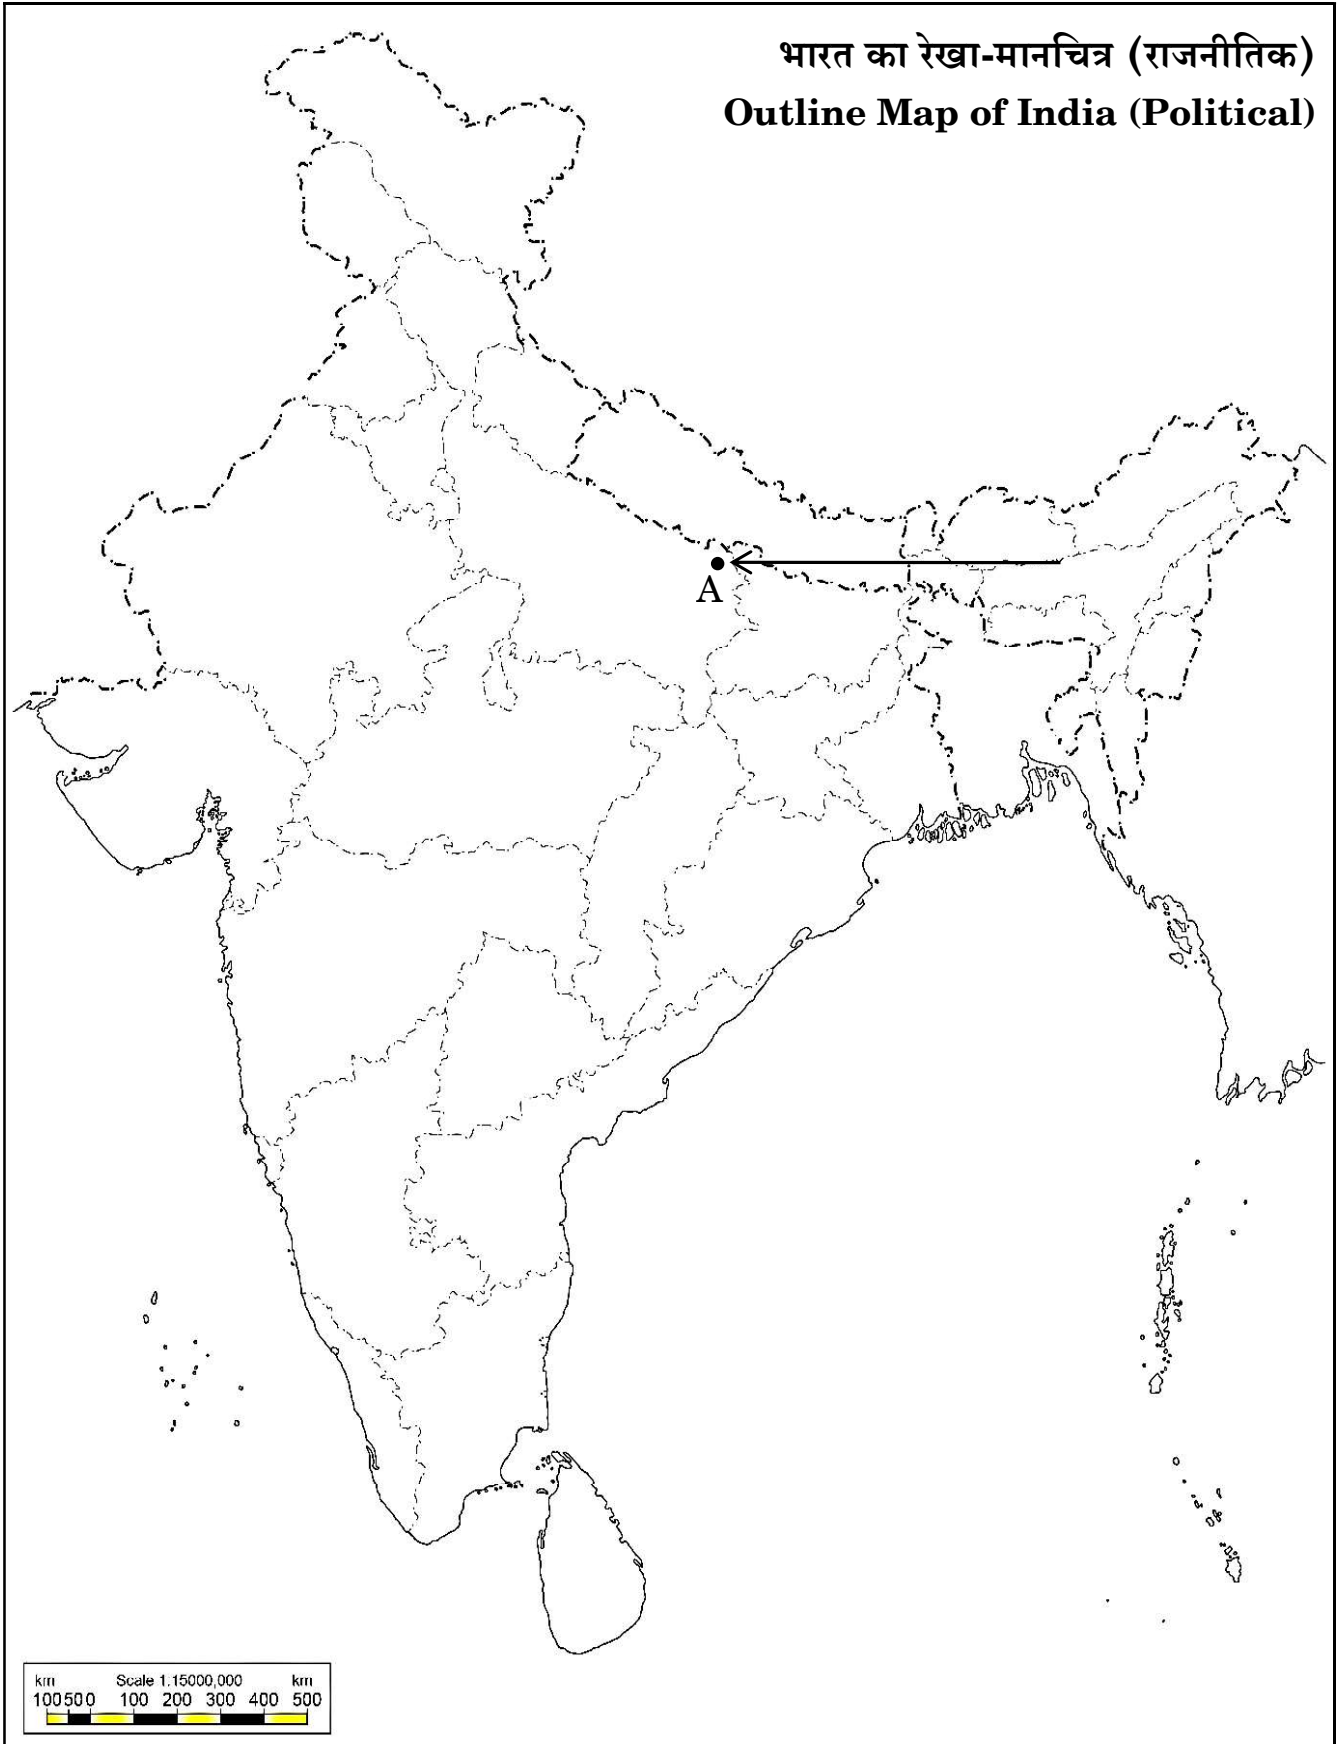 भारत का रेखा-मानचित्र (राजनीतिक)
Outline Map of India (Political)
A
km Scale 1:15000,000 km
100 50 0 100 200 300 400 500